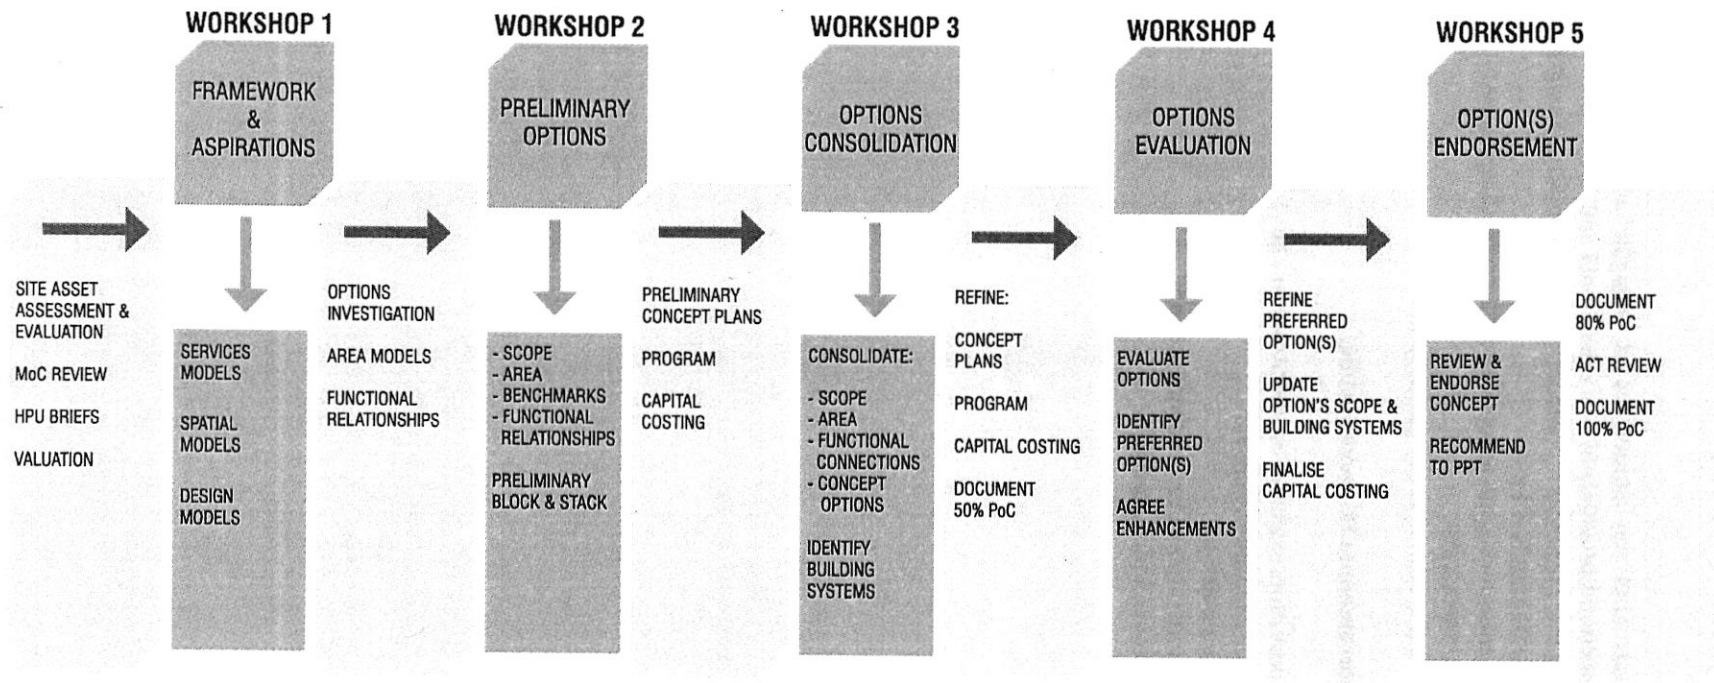 WORKSHOP 1
FRAMEWORK
&
ASPIRATIONS
WORKSHOP 2
PRELIMINARY
OPTIONS
WORKSHOP 3
OPTIONS
CONSOLIDATION
WORKSHOP 4
OPTIONS
EVALUATION
WORKSHOP 5
OPTION(S)
ENDORSEMENT
SITE ASSET
ASSESSMENT &
EVALUATION
MoC REVIEW
HPU BRIEFS
VALUATION
SERVICES
MODELS
SPATIAL
MODELS
DESIGN
MODELS
OPTIONS
INVESTIGATION
AREA MODELS
FUNCTIONAL
RELATIONSHIPS
- SCOPE
- AREA
- BENCHMARKS
- FUNCTIONAL
RELATIONSHIPS
PRELIMINARY
BLOCK & STACK
PRELIMINARY
CONCEPT PLANS
PROGRAM
CAPITAL
COSTING
CONSOLIDATE:
- SCOPE
- AREA
- FUNCTIONAL
CONNECTIONS
- CONCEPT
OPTIONS
IDENTIFY
BUILDING
SYSTEMS
REFINE:
CONCEPT
PLANS
PROGRAM
CAPITAL COSTING
DOCUMENT
50% PoC
EVALUATE
OPTIONS
IDENTIFY
PREFERRED
OPTION(S)
AGREE
ENHANCEMENTS
REFINE
PREFERRED
OPTION(S)
UPDATE
OPTION'S SCOPE &
BUILDING SYSTEMS
FINALISE
CAPITAL COSTING
REVIEW &
ENDORSE
CONCEPT
RECOMMEND
TO PPT
DOCUMENT
80% PoC
ACT REVIEW
DOCUMENT
100% PoC